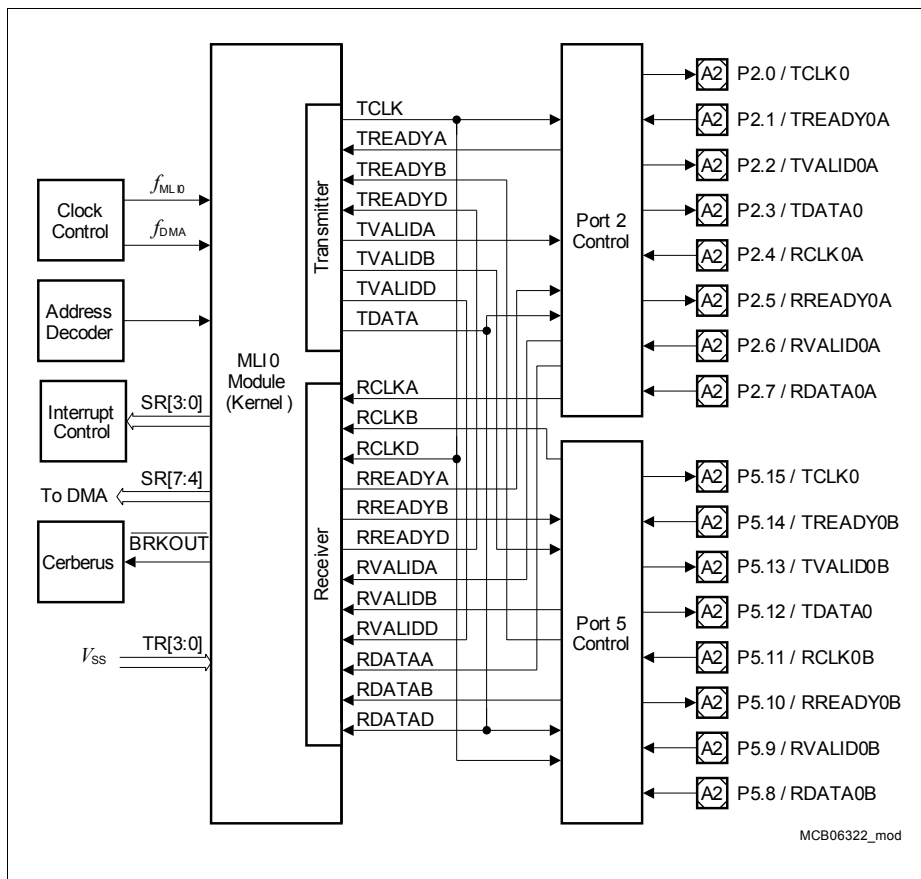 Clock
Control
Address
Decoder
Interrupt
Control
To DMA
Cerberus
VSS
fMLI0
fDMA
SR[3:0]
SR[7:4]
BRKOUT
TR[3:0]
MLI0
Module
(Kernel)
Transmitter
Receiver
TCLK
TREADYA
TREADYB
TREADYD
TVALIDA
TVALIDB
TVALIDD
TDATA
RCLKA
RCLKB
RCLKD
RREADYA
RREADYB
RREADYD
RVALIDA
RVALIDB
RVALIDD
RDATAA
RDATAB
RDATAD
Port 2
Control
Port 5
Control
A2 P2.0 / TCLK0
A2 P2.1 / TREADY0A
A2 P2.2 / TVALID0A
A2 P2.3 / TDATA0
A2 P2.4 / RCLK0A
A2 P2.5 / RREADY0A
A2 P2.6 / RVALID0A
A2 P2.7 / RDATA0A
A2 P5.15 / TCLK0
A2 P5.14 / TREADY0B
A2 P5.13 / TVALID0B
A2 P5.12 / TDATA0
A2 P5.11 / RCLK0B
A2 P5.10 / RREADY0B
A2 P5.9 / RVALID0B
A2 P5.8 / RDATA0B
MCB06322_mod